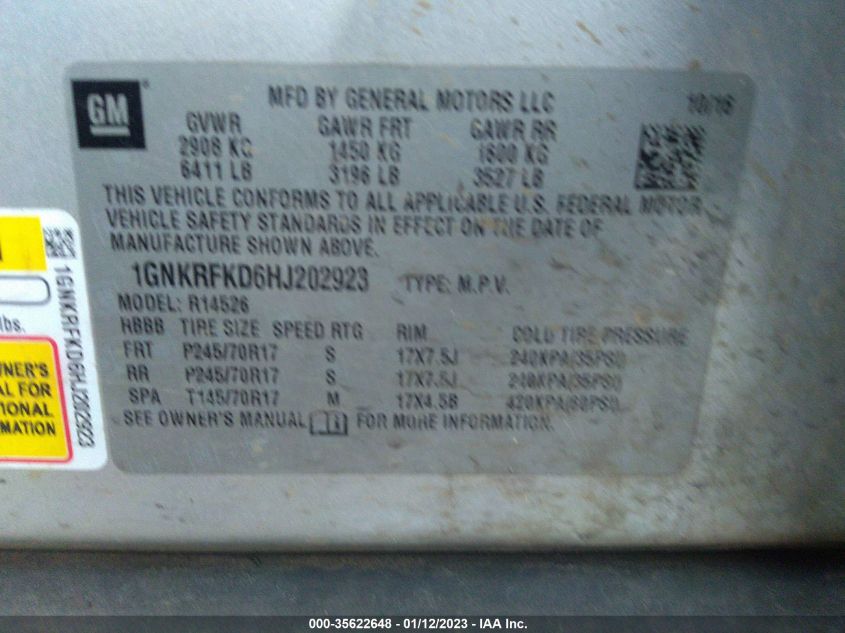 GM
MFD BY GENERAL MOTORS LLC 10/16
GVWR GAWR FRT GAWR RR
2908 KG 1450 KG 1600 KG
6411 LB 3196 LB 3527 LB
THIS VEHICLE CONFORMS TO ALL APPLICABLE U.S. FEDERAL MOTOR
VEHICLE SAFETY STANDARDS IN EFFECT ON THE DATE OF
MANUFACTURE SHOWN ABOVE.
1GNKRFKD6HJ202923 TYPE: M.P.V.
MODEL: R14526
HBBB TIRE SIZE SPEED RTG RIM COLD TIRE PRESSURE
FRT P245/70R17 S 17X7.5J 240KPA(35PSI)
RR P245/70R17 S 17X7.5J 240KPA(35PSI)
SPA T145/70R17 M 17X4.5B 420KPA(60PSI)
SEE OWNER'S MANUAL FOR MORE INFORMATION.
1GNKRFKD6HJ202923
lbs.
WNER'S
AL FOR
TIONAL
RMATION
000-35622648 - 01/12/2023 - IAA Inc.